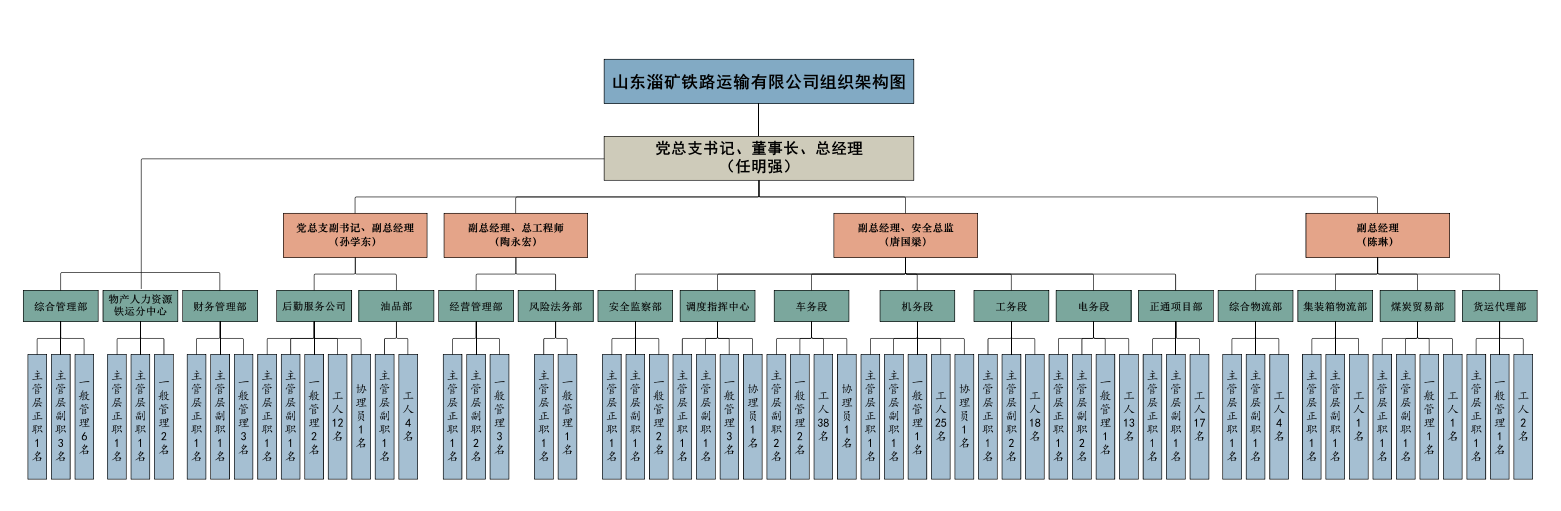 山东淄矿铁路运输有限公司组织架构图
党总支书记、董事长、总经理
（任明强）
党总支副书记、副总经理
（孙学东）
副总经理、总工程师
（陶永宏）
副总经理、安全总监
（唐国梁）
副总经理
（陈琳）
综合管理部
物产人力资源
铁运分中心
财务管理部
后勤服务公司
油品部
经营管理部
风险法务部
安全监察部
调度指挥中心
车务段
机务段
工务段
电务段
正通项目部
综合物流部
集装箱物流部
煤炭贸易部
货运代理部
主管层正职1名
主管层副职3名
一般管理6名
主管层正职1名
主管层副职1名
一般管理2名
主管层正职1名
主管层副职1名
一般管理3名
主管层正职1名
主管层副职1名
一般管理2名
工人12名
协理员1名
主管层副职1名
工人4名
主管层正职1名
主管层副职2名
一般管理3名
主管层副职1名
一般管理1名
主管层正职1名
主管层副职1名
一般管理2名
主管层正职1名
主管层副职1名
一般管理3名
协理员1名
主管层副职2名
一般管理2名
工人38名
协理员1名
主管层正职1名
主管层副职1名
一般管理1名
工人25名
协理员1名
主管层正职1名
主管层副职2名
工人18名
主管层正职1名
主管层副职2名
一般管理1名
工人13名
主管层正职1名
主管层副职1名
工人17名
主管层正职1名
主管层副职1名
工人4名
主管层正职1名
主管层副职1名
工人1名
主管层正职1名
主管层副职1名
一般管理1名
工人1名
主管层正职1名
一般管理1名
工人2名